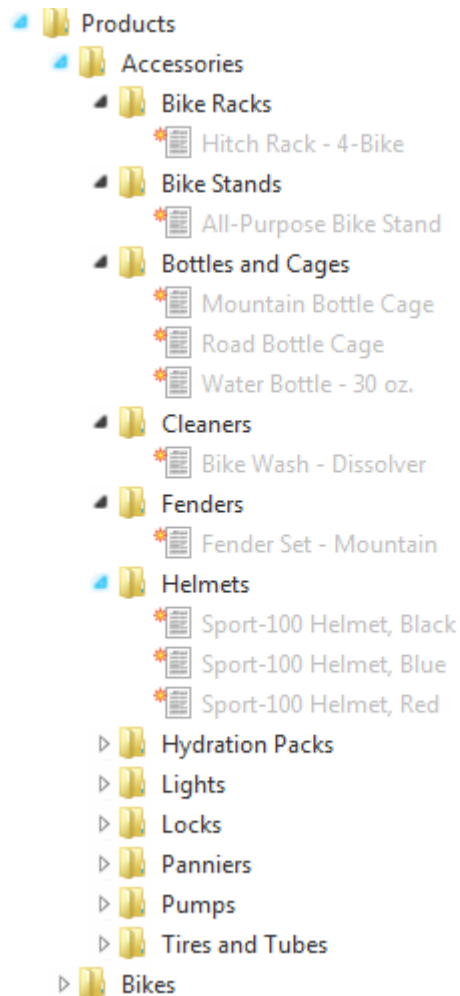 Products
Accessories
Bike Racks
Hitch Rack - 4-Bike
Bike Stands
All-Purpose Bike Stand
Bottles and Cages
Mountain Bottle Cage
Road Bottle Cage
Water Bottle - 30 oz.
Cleaners
Bike Wash - Dissolver
Fenders
Fender Set - Mountain
Helmets
Sport-100 Helmet, Black
Sport-100 Helmet, Blue
Sport-100 Helmet, Red
Hydration Packs
Lights
Locks
Panniers
Pumps
Tires and Tubes
Bikes